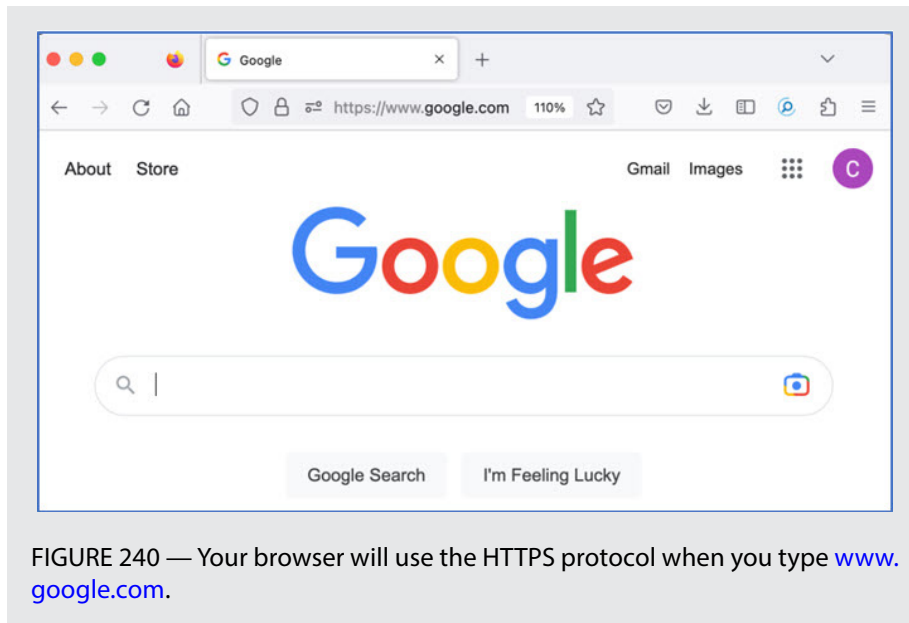 Google
https://www.google.com 110%
About Store Gmail Images C
Google
Google Search I'm Feeling Lucky
FIGURE 240 — Your browser will use the HTTPS protocol when you type www.
google.com.